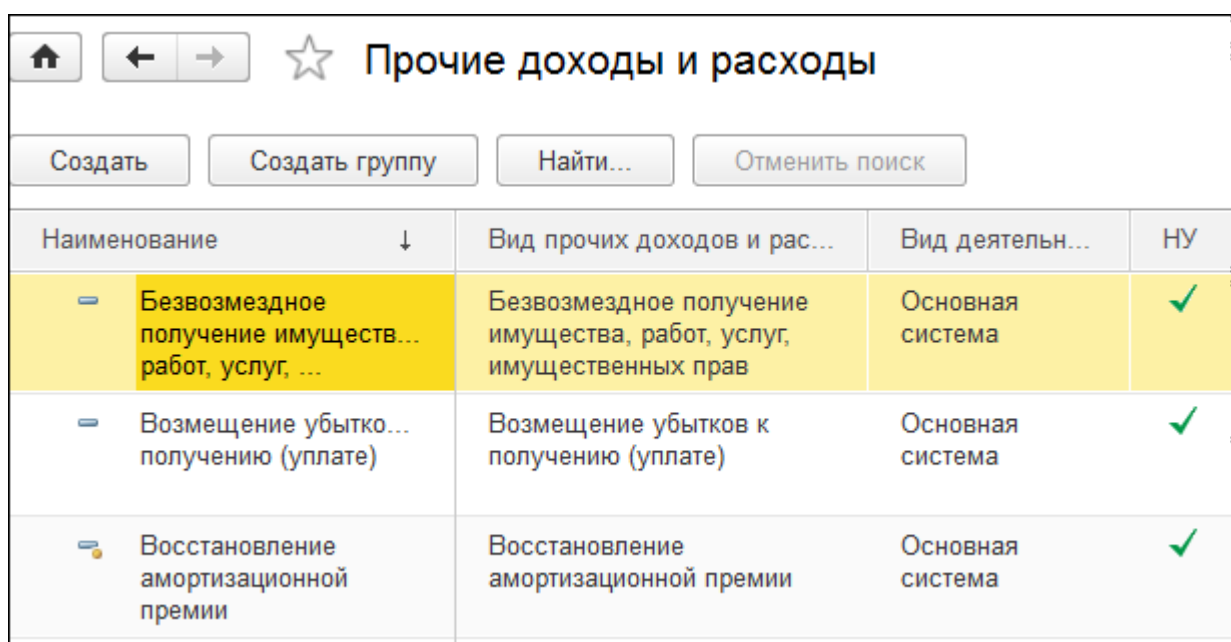 Прочие доходы и расходы
Создать Создать группу Найти... Отменить поиск
Наименование ↓ Вид прочих доходов и рас... Вид деятельн... НУ
Безвозмездное Безвозмездное получение Основная
получение имуществ... имущества, работ, услуг, система
работ, услуг, ... имущественных прав
Возмещение убытко... Возмещение убытков к Основная
получению (уплате) получению (уплате) система
Восстановление Восстановление Основная
амортизационной амортизационной премии система
премии